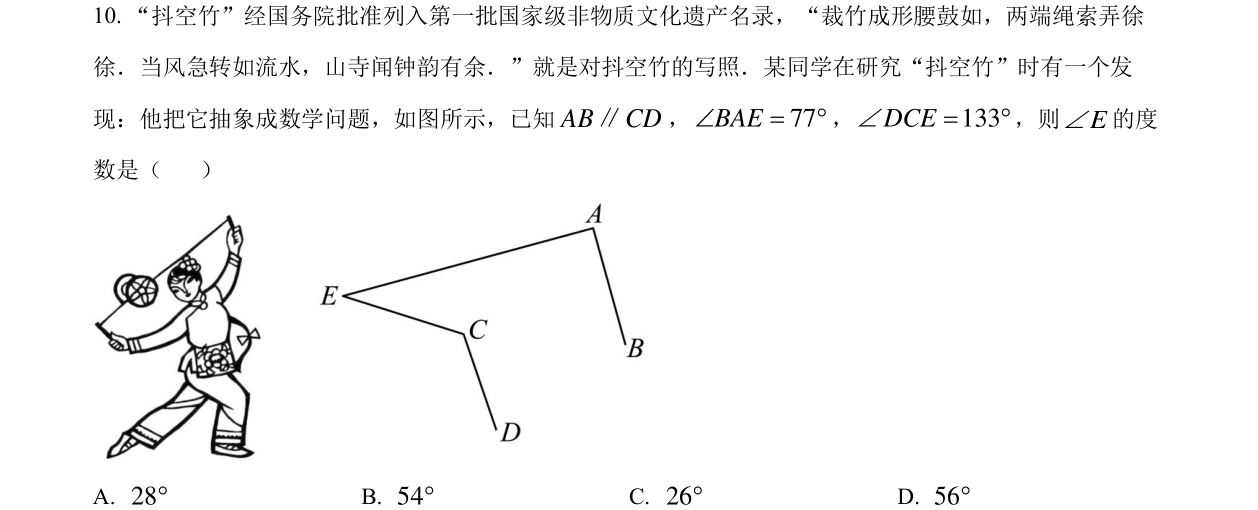 10. “抖空竹”经国务院批准列入第一批国家级非物质文化遗产名录，“裁竹成形腰鼓如，两端绳索弄徐
徐．当风急转如流水，山寺闻钟韵有余．”就是对抖空竹的写照．某同学在研究“抖空竹”时有一个发
现：他把它抽象成数学问题，如图所示，已知 AB∥CD，∠BAE=77°，∠DCE=133°，则∠E的度
数是（　　）
A
E
C
B
D
A. 28° B. 54° C. 26° D. 56°